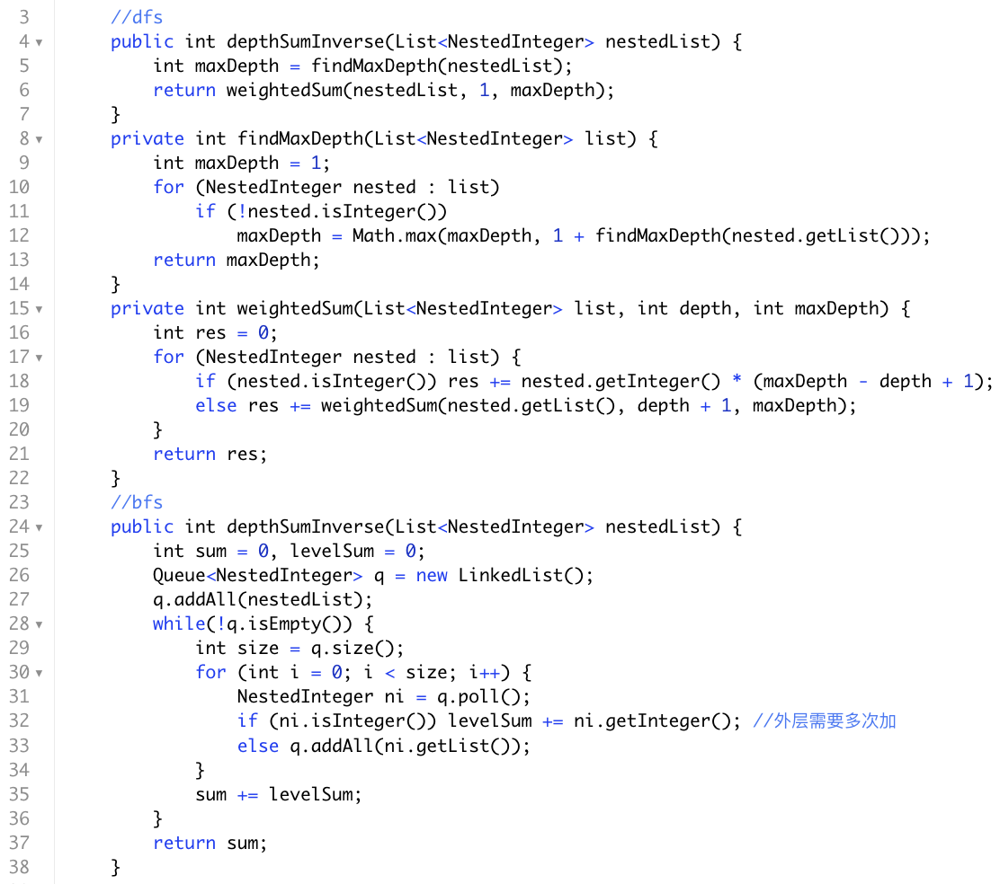 3 //dfs
4 ▼ public int depthSumInverse(List<NestedInteger> nestedList) {
5 int maxDepth = findMaxDepth(nestedList);
6 return weightedSum(nestedList, 1, maxDepth);
7 }
8 ▼ private int findMaxDepth(List<NestedInteger> list) {
9 int maxDepth = 1;
10 for (NestedInteger nested : list)
11 if (!nested.isInteger())
12 maxDepth = Math.max(maxDepth, 1 + findMaxDepth(nested.getList()));
13 return maxDepth;
14 }
15 ▼ private int weightedSum(List<NestedInteger> list, int depth, int maxDepth) {
16 int res = 0;
17 ▼ for (NestedInteger nested : list) {
18 if (nested.isInteger()) res += nested.getInteger() * (maxDepth - depth + 1);
19 else res += weightedSum(nested.getList(), depth + 1, maxDepth);
20 }
21 return res;
22 }
23 //bfs
24 ▼ public int depthSumInverse(List<NestedInteger> nestedList) {
25 int sum = 0, levelSum = 0;
26 Queue<NestedInteger> q = new LinkedList();
27 q.addAll(nestedList);
28 ▼ while(!q.isEmpty()) {
29 int size = q.size();
30 ▼ for (int i = 0; i < size; i++) {
31 NestedInteger ni = q.poll();
32 if (ni.isInteger()) levelSum += ni.getInteger(); //外层需要多次加
33 else q.addAll(ni.getList());
34 }
35 sum += levelSum;
36 }
37 return sum;
38 }